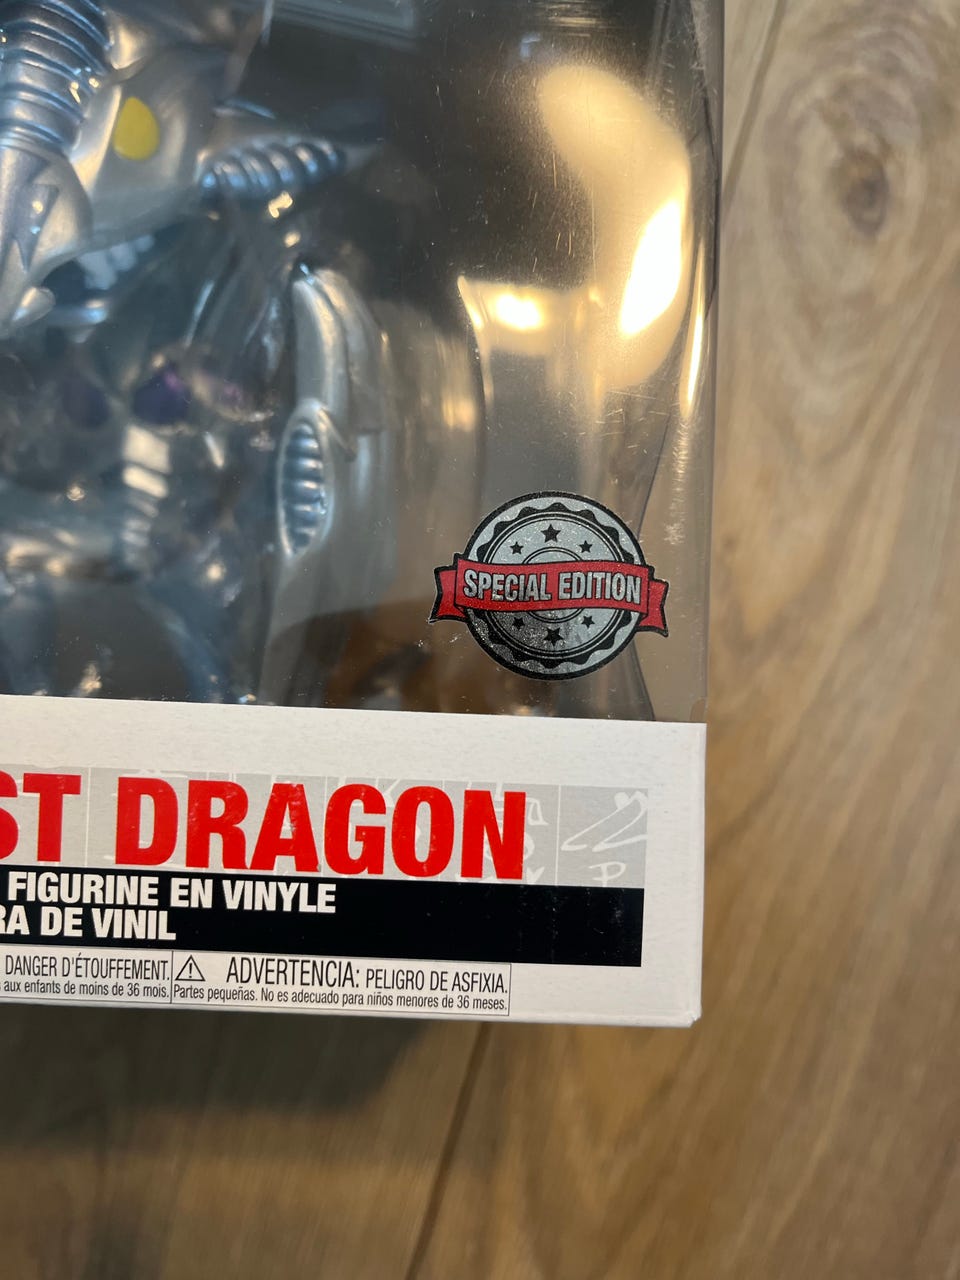 SPECIAL EDITION
ST DRAGON
FIGURINE EN VINYLE
RA DE VINIL
DANGER D'ÉTOUFFEMENT.
aux enfants de moins de 36 mois.
ADVERTENCIA: PELIGRO DE ASFIXIA.
Partes pequeñas. No es adecuado para niños menores de 36 meses.
P